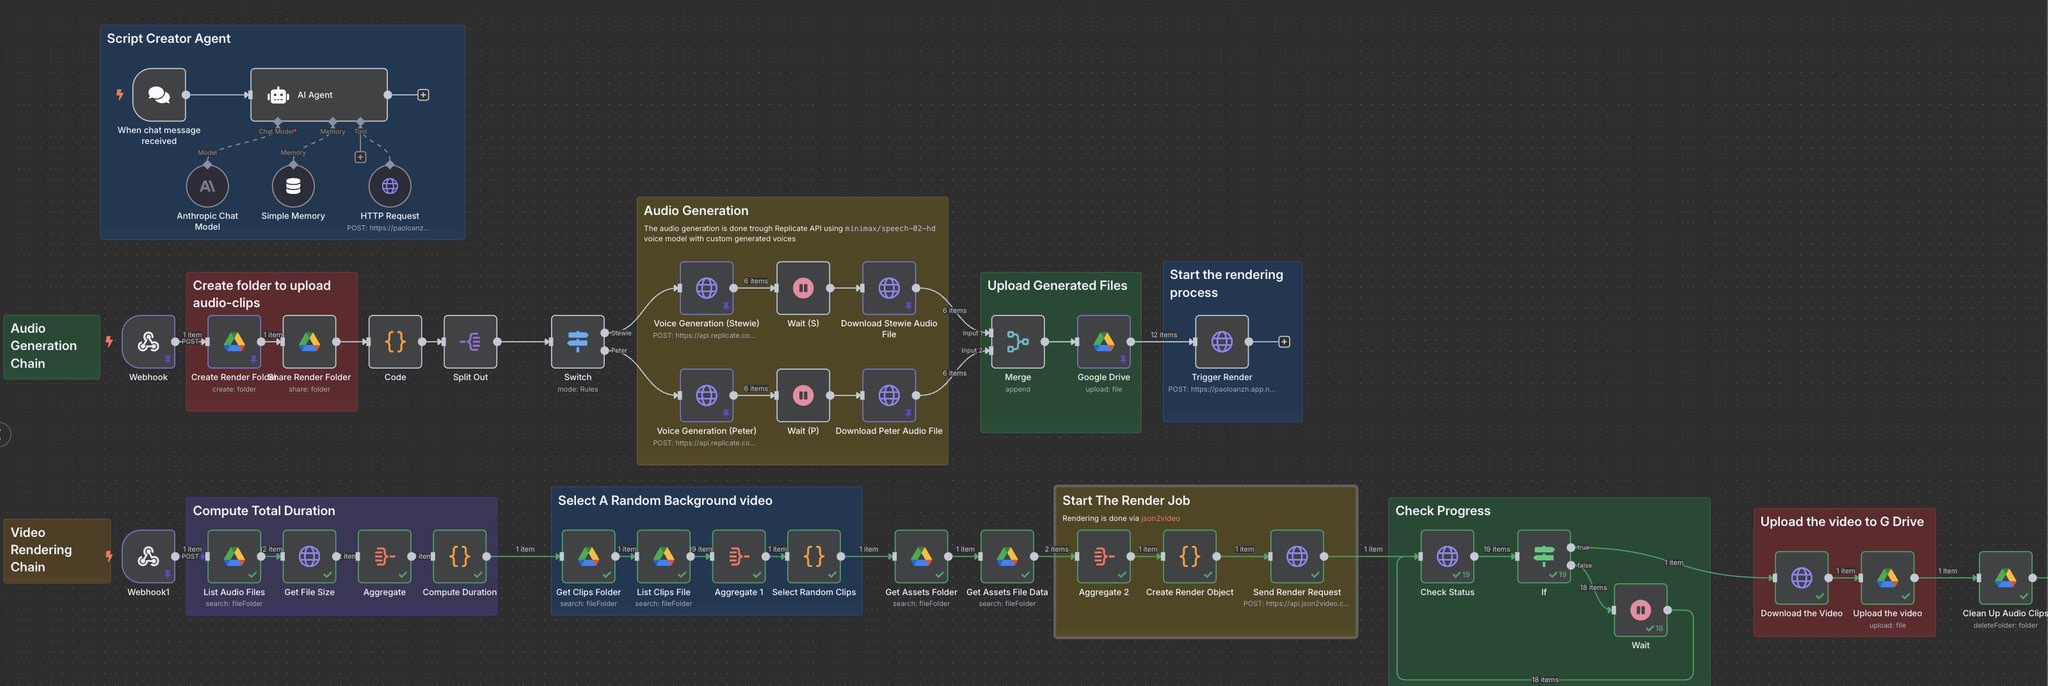 Script Creator Agent
AI Agent
When chat message
received
Chat Model*
Memory
Tool
Model
Memory
Anthropic Chat
Model
Simple Memory
HTTP Request
POST: https://paoloanz...
Audio
Generation
Chain
Webhook
1 item
POST
Create folder to upload
audio-clips
Create Render Folder
create: folder
1 item
Share Render Folder
share: folder
Code
Split Out
Switch
mode: Rules
Stewie
Peter
Audio Generation
The audio generation is done trough Replicate API using minimax/speech-02-hd
voice model with custom generated voices
Voice Generation (Stewie)
POST: https://api.replicate.co...
6 items
Wait (S)
Download Stewie Audio
File
6 items
Voice Generation (Peter)
POST: https://api.replicate.co...
6 items
Wait (P)
Download Peter Audio File
6 items
Upload Generated Files
Input 1
Input 2
Merge
append
Google Drive
upload: file
12 items
Start the rendering
process
Trigger Render
POST: https://paoloanzn.app.n...
Video
Rendering
Chain
Webhook1
1 item
POST
Compute Total Duration
List Audio Files
search: fileFolder
Get File Size
Aggregate
Compute Duration
1 item
Select A Random Background video
Get Clips Folder
search: fileFolder
1 item
List Clips File
search: fileFolder
Aggregate 1
1 item
Select Random Clips
1 item
Get Assets Folder
search: fileFolder
1 item
Get Assets File Data
search: fileFolder
2 items
Start The Render Job
Rendering is done via json2video
Aggregate 2
1 item
Create Render Object
1 item
Send Render Request
POST: https://api.json2video.c...
1 item
Check Progress
Check Status
19
19 items
If
19
true
false
18 items
Wait
18
18 items
1 item
Upload the video to G Drive
Download the Video
1 item
Upload the video
upload: file
1 item
Clean Up Audio Clips
deleteFolder: folder